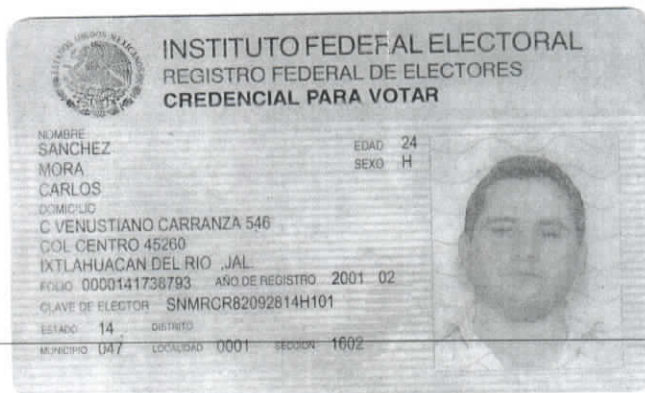 INSTITUTO FEDERAL ELECTORAL
REGISTRO FEDERAL DE ELECTORES
CREDENCIAL PARA VOTAR
NOMBRE
SANCHEZ
EDAD 24
MORA
SEXO H
CARLOS
DOMICILIO
C VENUSTIANO CARRANZA 546
COL CENTRO 45260
IXTLAHUACAN DEL RIO ,JAL.
FOLIO 0000141738793 AÑO DE REGISTRO 2001 02
CLAVE DE ELECTOR SNMRCR82092814H101
ESTADO 14 DISTRITO
MUNICIPIO 047 LOCALIDAD 0001 SECCION 1602